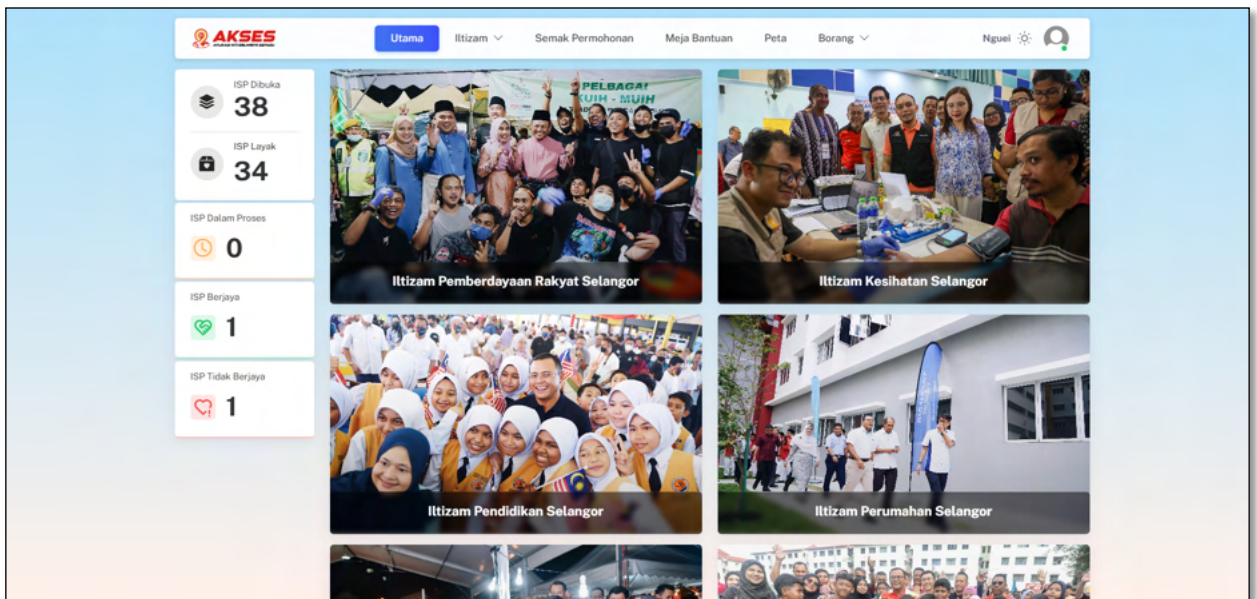 AKSES
Utama
Iltizam
Semak Permohonan
Meja Bantuan
Peta
Borang
Nguei
ISP Dibuka
38
ISP Layak
34
ISP Dalam Proses
0
ISP Berjaya
1
ISP Tidak Berjaya
1
PELBAGAI
KUIH - MUIH
Iltizam Pemberdayaan Rakyat Selangor
Iltizam Kesihatan Selangor
Iltizam Pendidikan Selangor
Iltizam Perumahan Selangor